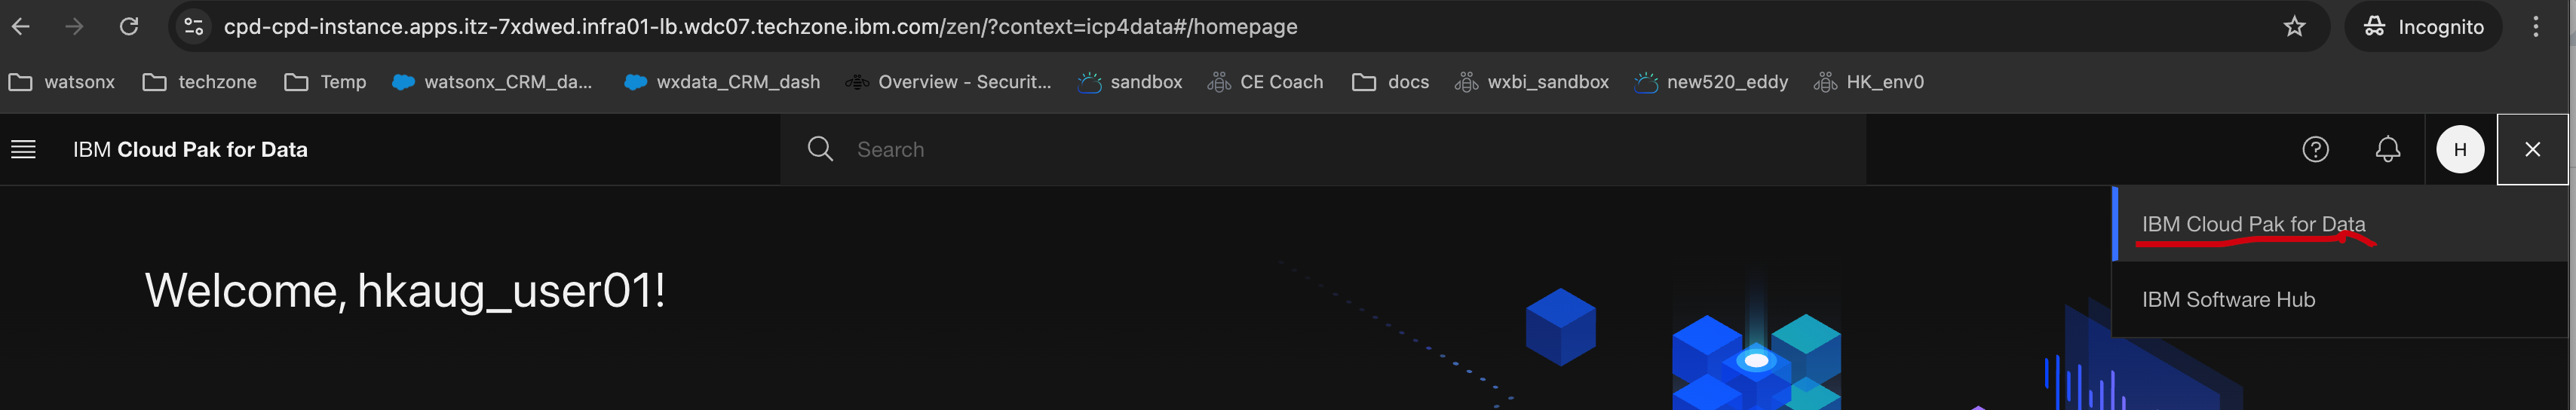 cpd-cpd-instance.apps.itz-7xdwed.infra01-lb.wdc07.techzone.ibm.com/zen/?context=icp4data#/homepage Incognito
watsonx techzone Temp watsonx_CRM_da... wxdata_CRM_dash Overview - Securit... sandbox CE Coach docs wxbi_sandbox new520_eddy HK_env0
IBM Cloud Pak for Data Search H
IBM Cloud Pak for Data
Welcome, hkaug_user01!
IBM Software Hub